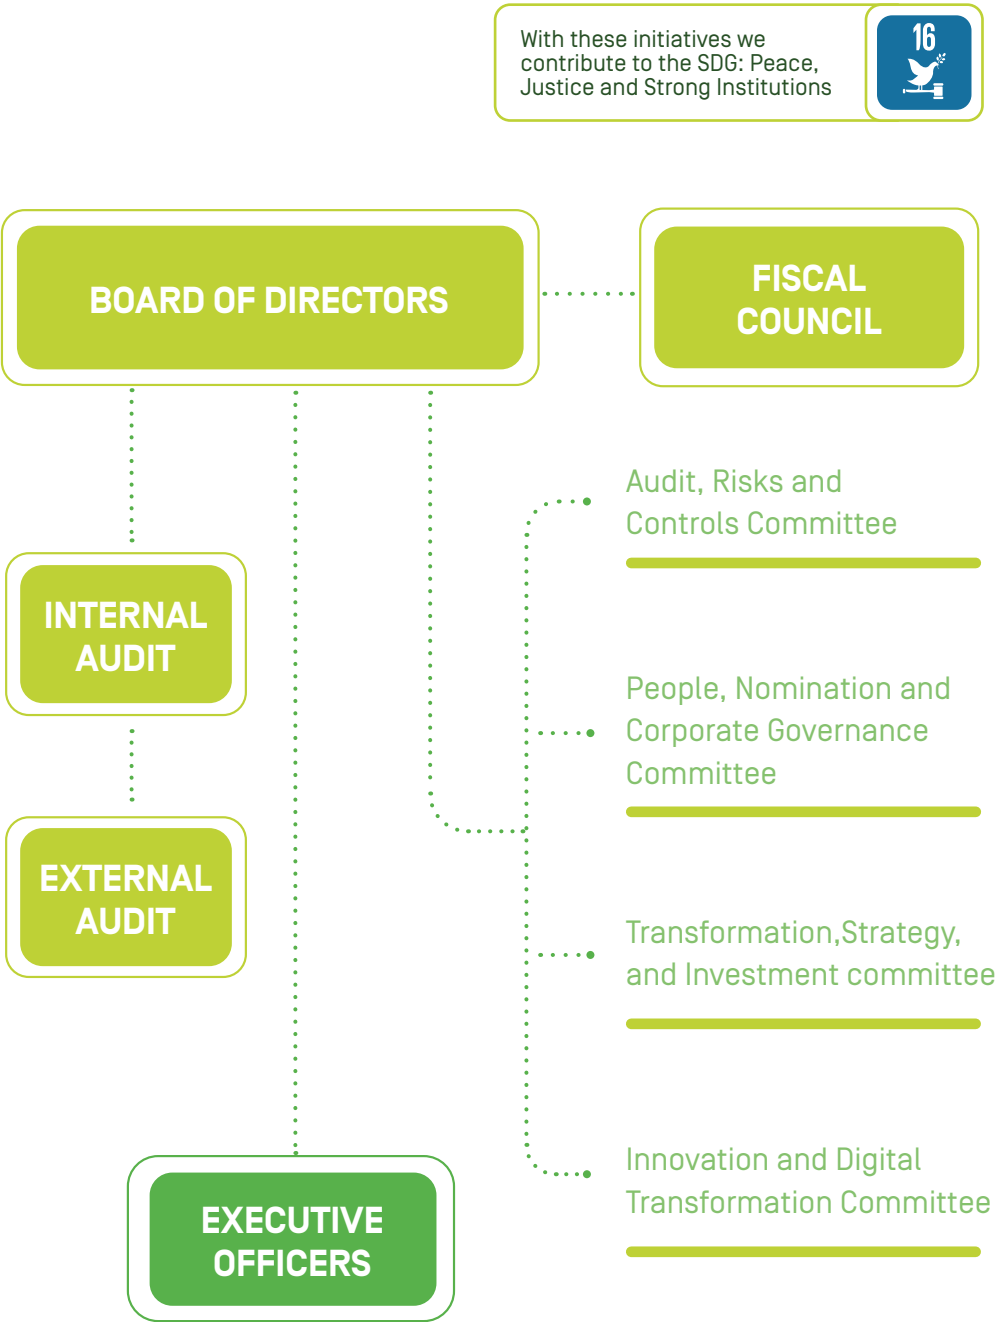 With these initiatives we
contribute to the SDG: Peace,
Justice and Strong Institutions
16
BOARD OF DIRECTORS
FISCAL
COUNCIL
Audit, Risks and
Controls Committee
INTERNAL
AUDIT
People, Nomination and
Corporate Governance
Committee
EXTERNAL
AUDIT
Transformation,Strategy,
and Investment committee
Innovation and Digital
Transformation Committee
EXECUTIVE
OFFICERS